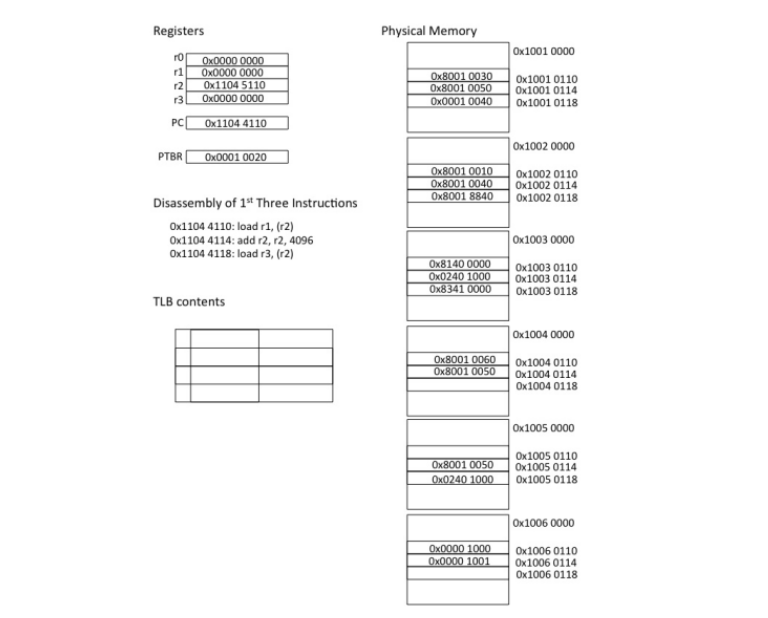 Registers
r0 0x0000 0000
r1 0x0000 0000
r2 0x1104 5110
r3 0x0000 0000
PC 0x1104 4110
PTBR 0x0001 0020
Disassembly of 1st Three Instructions
0x1104 4110: load r1, (r2)
0x1104 4114: add r2, r2, 4096
0x1104 4118: load r3, (r2)
TLB contents
Physical Memory
0x1001 0000
0x8001 0030 0x1001 0110
0x8001 0050 0x1001 0114
0x0001 0040 0x1001 0118
0x1002 0000
0x8001 0010 0x1002 0110
0x8001 0040 0x1002 0114
0x8001 8840 0x1002 0118
0x1003 0000
0x8140 0000 0x1003 0110
0x0240 1000 0x1003 0114
0x8341 0000 0x1003 0118
0x1004 0000
0x8001 0060 0x1004 0110
0x8001 0050 0x1004 0114
0x1004 0118
0x1005 0000
0x1005 0110
0x8001 0050 0x1005 0114
0x0240 1000 0x1005 0118
0x1006 0000
0x0000 1000 0x1006 0110
0x0000 1001 0x1006 0114
0x1006 0118